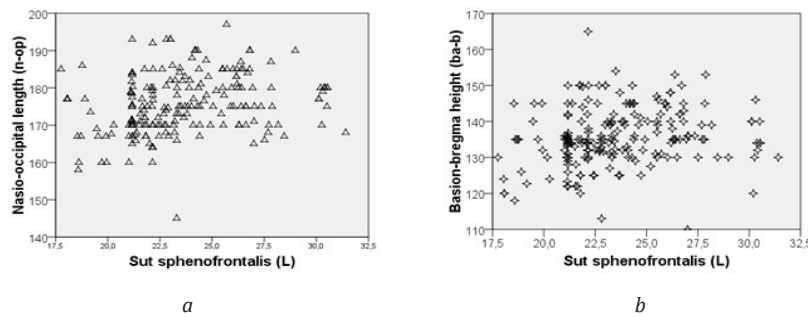 200
190
180
170
160
150
140
Nasio-occipital length (n-op)
17,5 20,0 22,5 25,0 27,5 30,0 32,5
Sut sphenofrontalis (L)
a
170
160
150
140
130
120
110
Basion-bregma height (ba-b)
17,5 20,0 22,5 25,0 27,5 30,0 32,5
Sut sphenofrontalis (L)
b